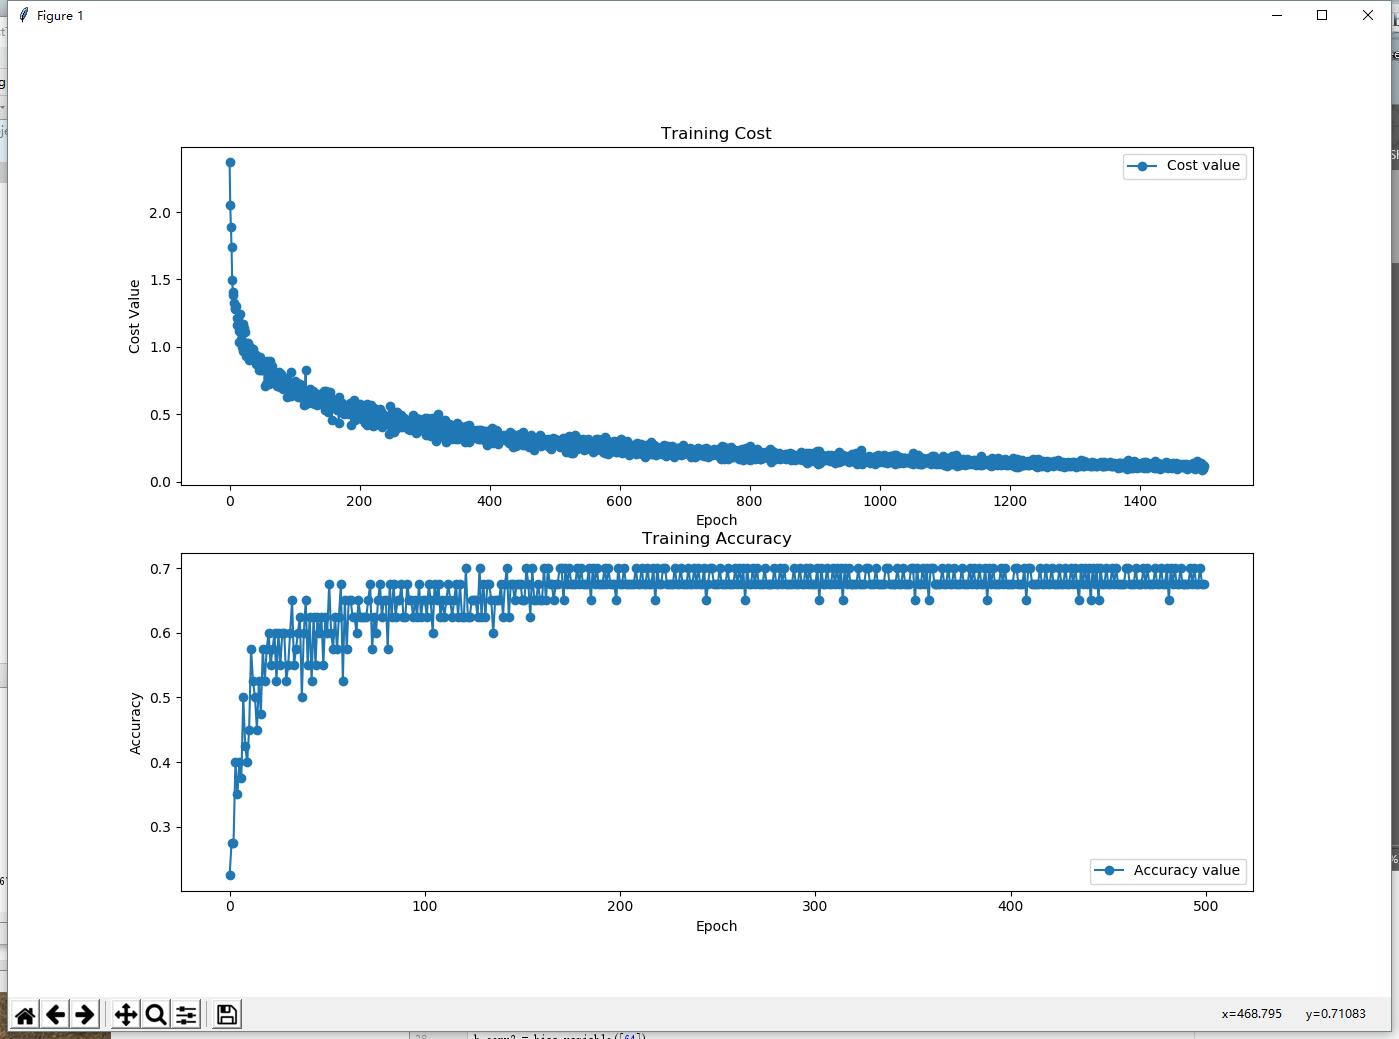 Figure 1
Training Cost
Cost value
2.0
1.5
1.0
0.5
0.0
Cost Value
0 200 400 600 800 1000 1200 1400
Epoch
Training Accuracy
0.7
0.6
0.5
0.4
0.3
Accuracy
Accuracy value
0 100 200 300 400 500
Epoch
x=468.795 y=0.71083